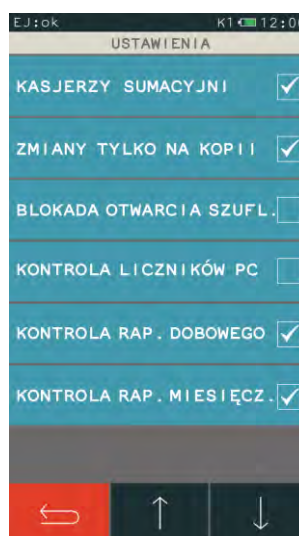 EJ:ok K1 12:00
USTAWIENIA
KASJERZY SUMACYJNI
ZMIANY TYLKO NA KOPII
BLOKADA OTWARCIA SZUFL.
KONTROLA LICZNIKÓW PC
KONTROLA RAP. DOBOWEGO
KONTROLA RAP. MIESIĘCZ.